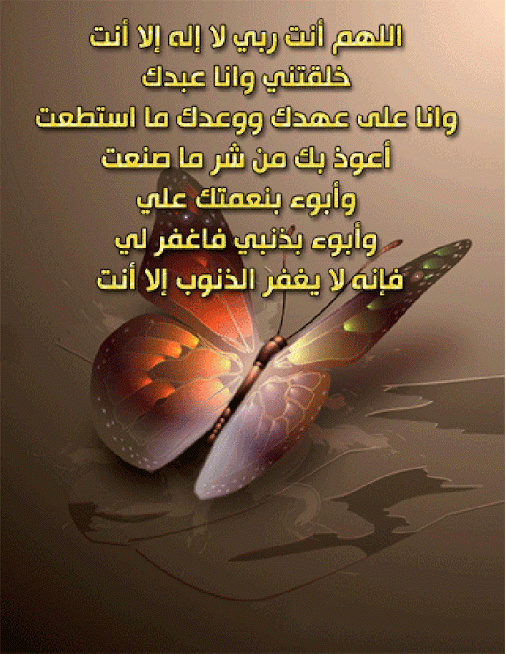 اللهم أنت ربي لا إله إلا أنت
خلقتني وانا عبدك
وانا على عهدك ووعدك ما استطعت
أعوذ بك من شر ما صنعت
وأبوء بنعمتك علي
وأبوء بذنبي فاغفر لي
فإنه لا يغفر الذنوب إلا أنت